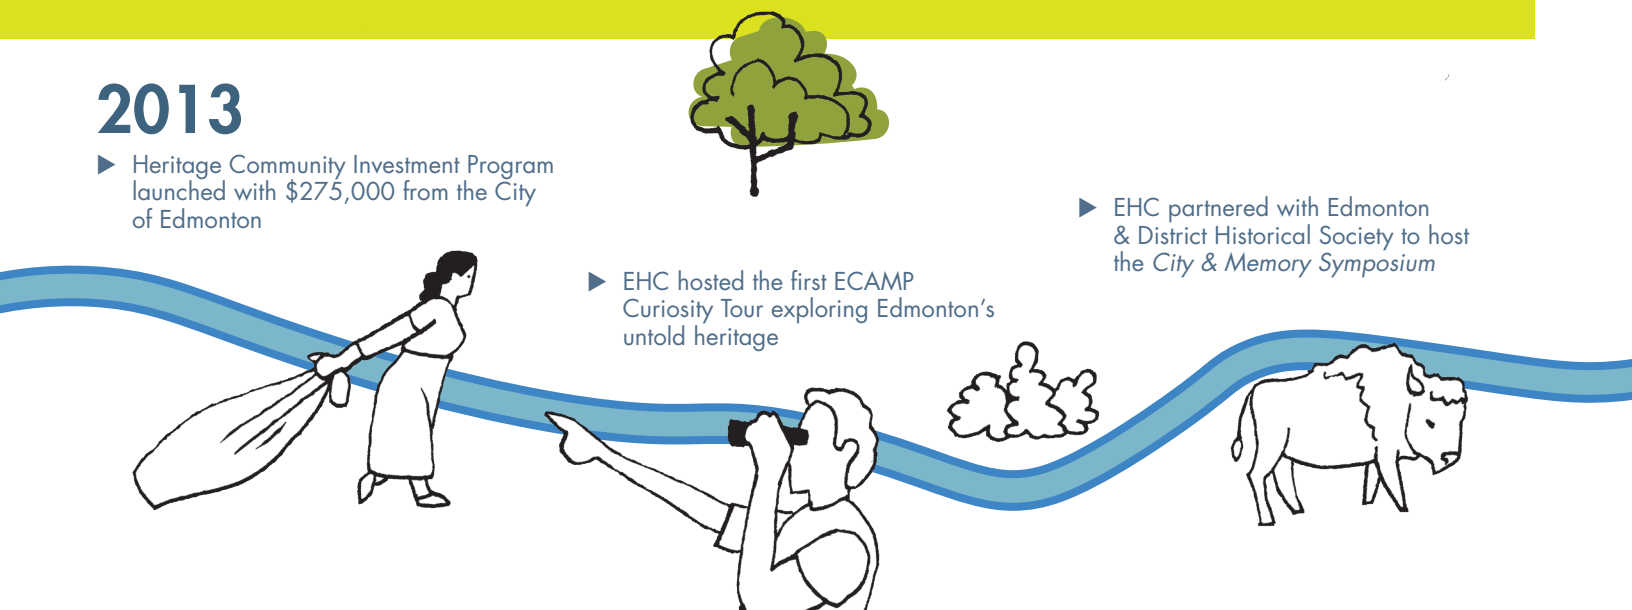 2013
▶ Heritage Community Investment Program
launched with $275,000 from the City
of Edmonton
▶ EHC hosted the first ECAMP
Curiosity Tour exploring Edmonton’s
untold heritage
▶ EHC partnered with Edmonton
& District Historical Society to host
the City & Memory Symposium